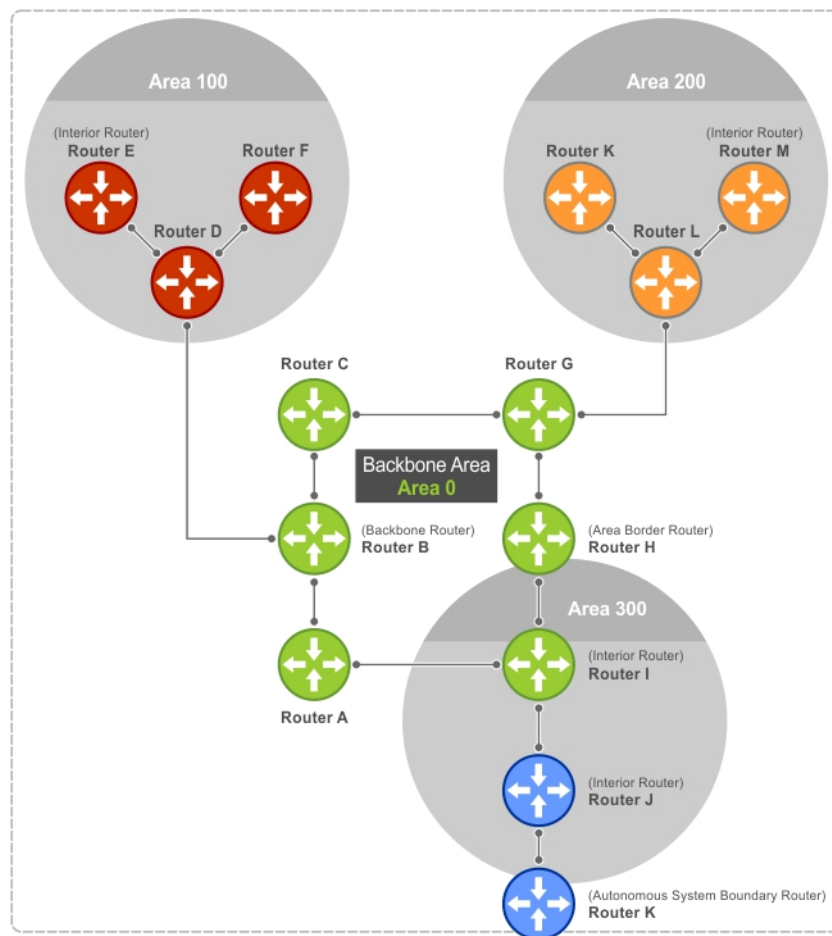 Area 100
Area 200
(Interior Router)
Router E
Router F
Router K
(Interior Router)
Router M
Router D
Router L
Router C
Router G
Backbone Area
Area 0
(Backbone Router)
Router B
(Area Border Router)
Router H
Area 300
(Interior Router)
Router I
Router A
(Interior Router)
Router J
(Autonomous System Boundary Router)
Router K